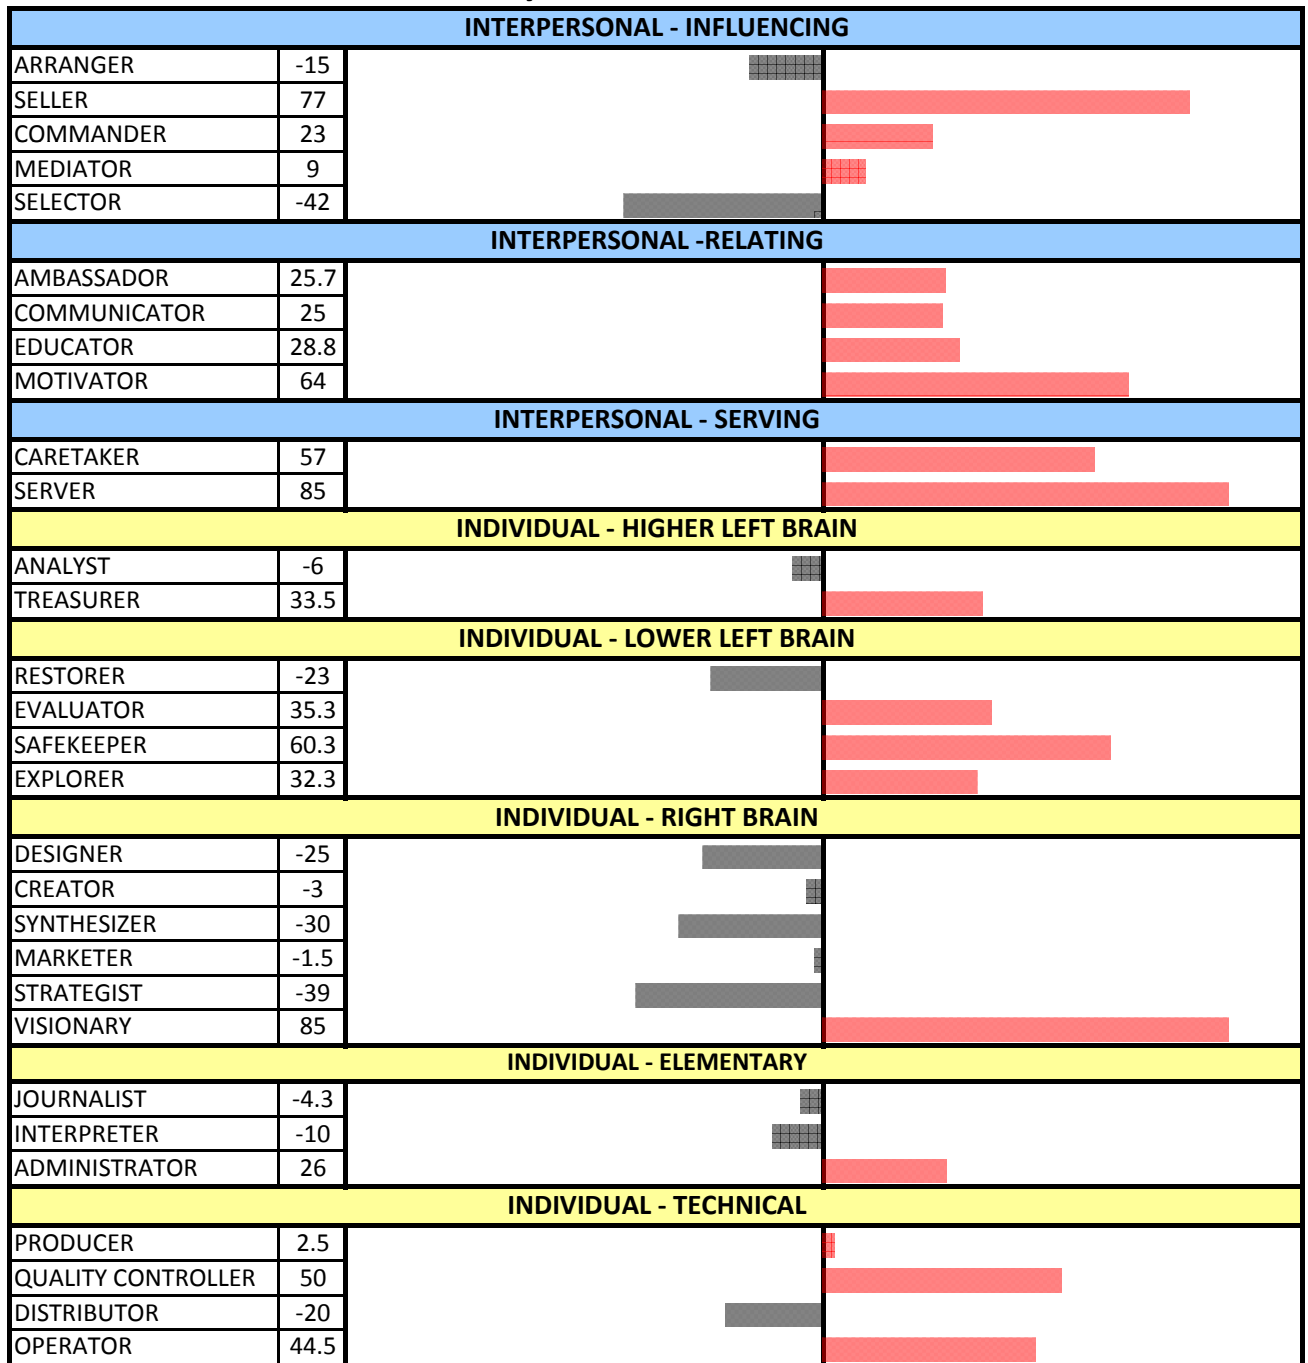 INTERPERSONAL - INFLUENCING
ARRANGER -15
SELLER 77
COMMANDER 23
MEDIATOR 9
SELECTOR -42
INTERPERSONAL -RELATING
AMBASSADOR 25.7
COMMUNICATOR 25
EDUCATOR 28.8
MOTIVATOR 64
INTERPERSONAL - SERVING
CARETAKER 57
SERVER 85
INDIVIDUAL - HIGHER LEFT BRAIN
ANALYST -6
TREASURER 33.5
INDIVIDUAL - LOWER LEFT BRAIN
RESTORER -23
EVALUATOR 35.3
SAFEKEEPER 60.3
EXPLORER 32.3
INDIVIDUAL - RIGHT BRAIN
DESIGNER -25
CREATOR -3
SYNTHESIZER -30
MARKETER -1.5
STRATEGIST -39
VISIONARY 85
INDIVIDUAL - ELEMENTARY
JOURNALIST -4.3
INTERPRETER -10
ADMINISTRATOR 26
INDIVIDUAL - TECHNICAL
PRODUCER 2.5
QUALITY CONTROLLER 50
DISTRIBUTOR -20
OPERATOR 44.5